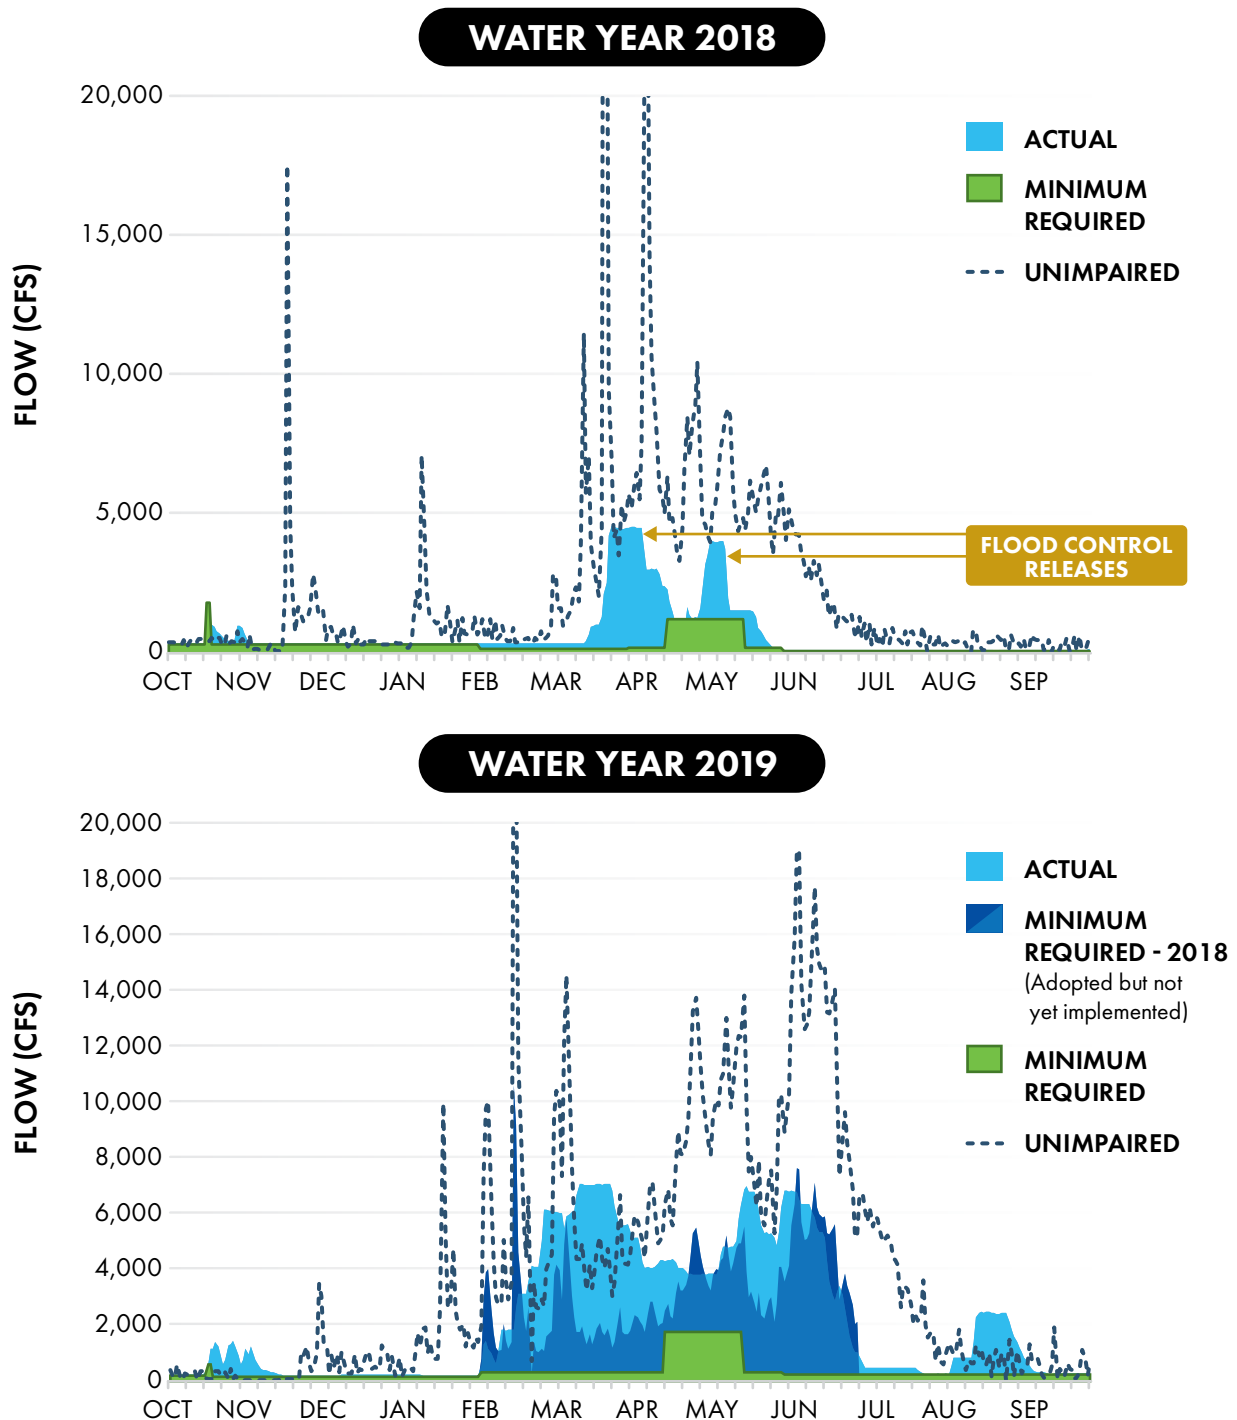 WATER YEAR 2018
FLOW (CFS)
20,000
15,000
10,000
5,000
0
ACTUAL
MINIMUM
REQUIRED
UNIMPAIRED
FLOOD CONTROL
RELEASES
OCT NOV DEC JAN FEB MAR APR MAY JUN JUL AUG SEP
WATER YEAR 2019
FLOW (CFS)
20,000
18,000
16,000
14,000
12,000
10,000
8,000
6,000
4,000
2,000
0
ACTUAL
MINIMUM
REQUIRED - 2018
(Adopted but not
yet implemented)
MINIMUM
REQUIRED
UNIMPAIRED
OCT NOV DEC JAN FEB MAR APR MAY JUN JUL AUG SEP